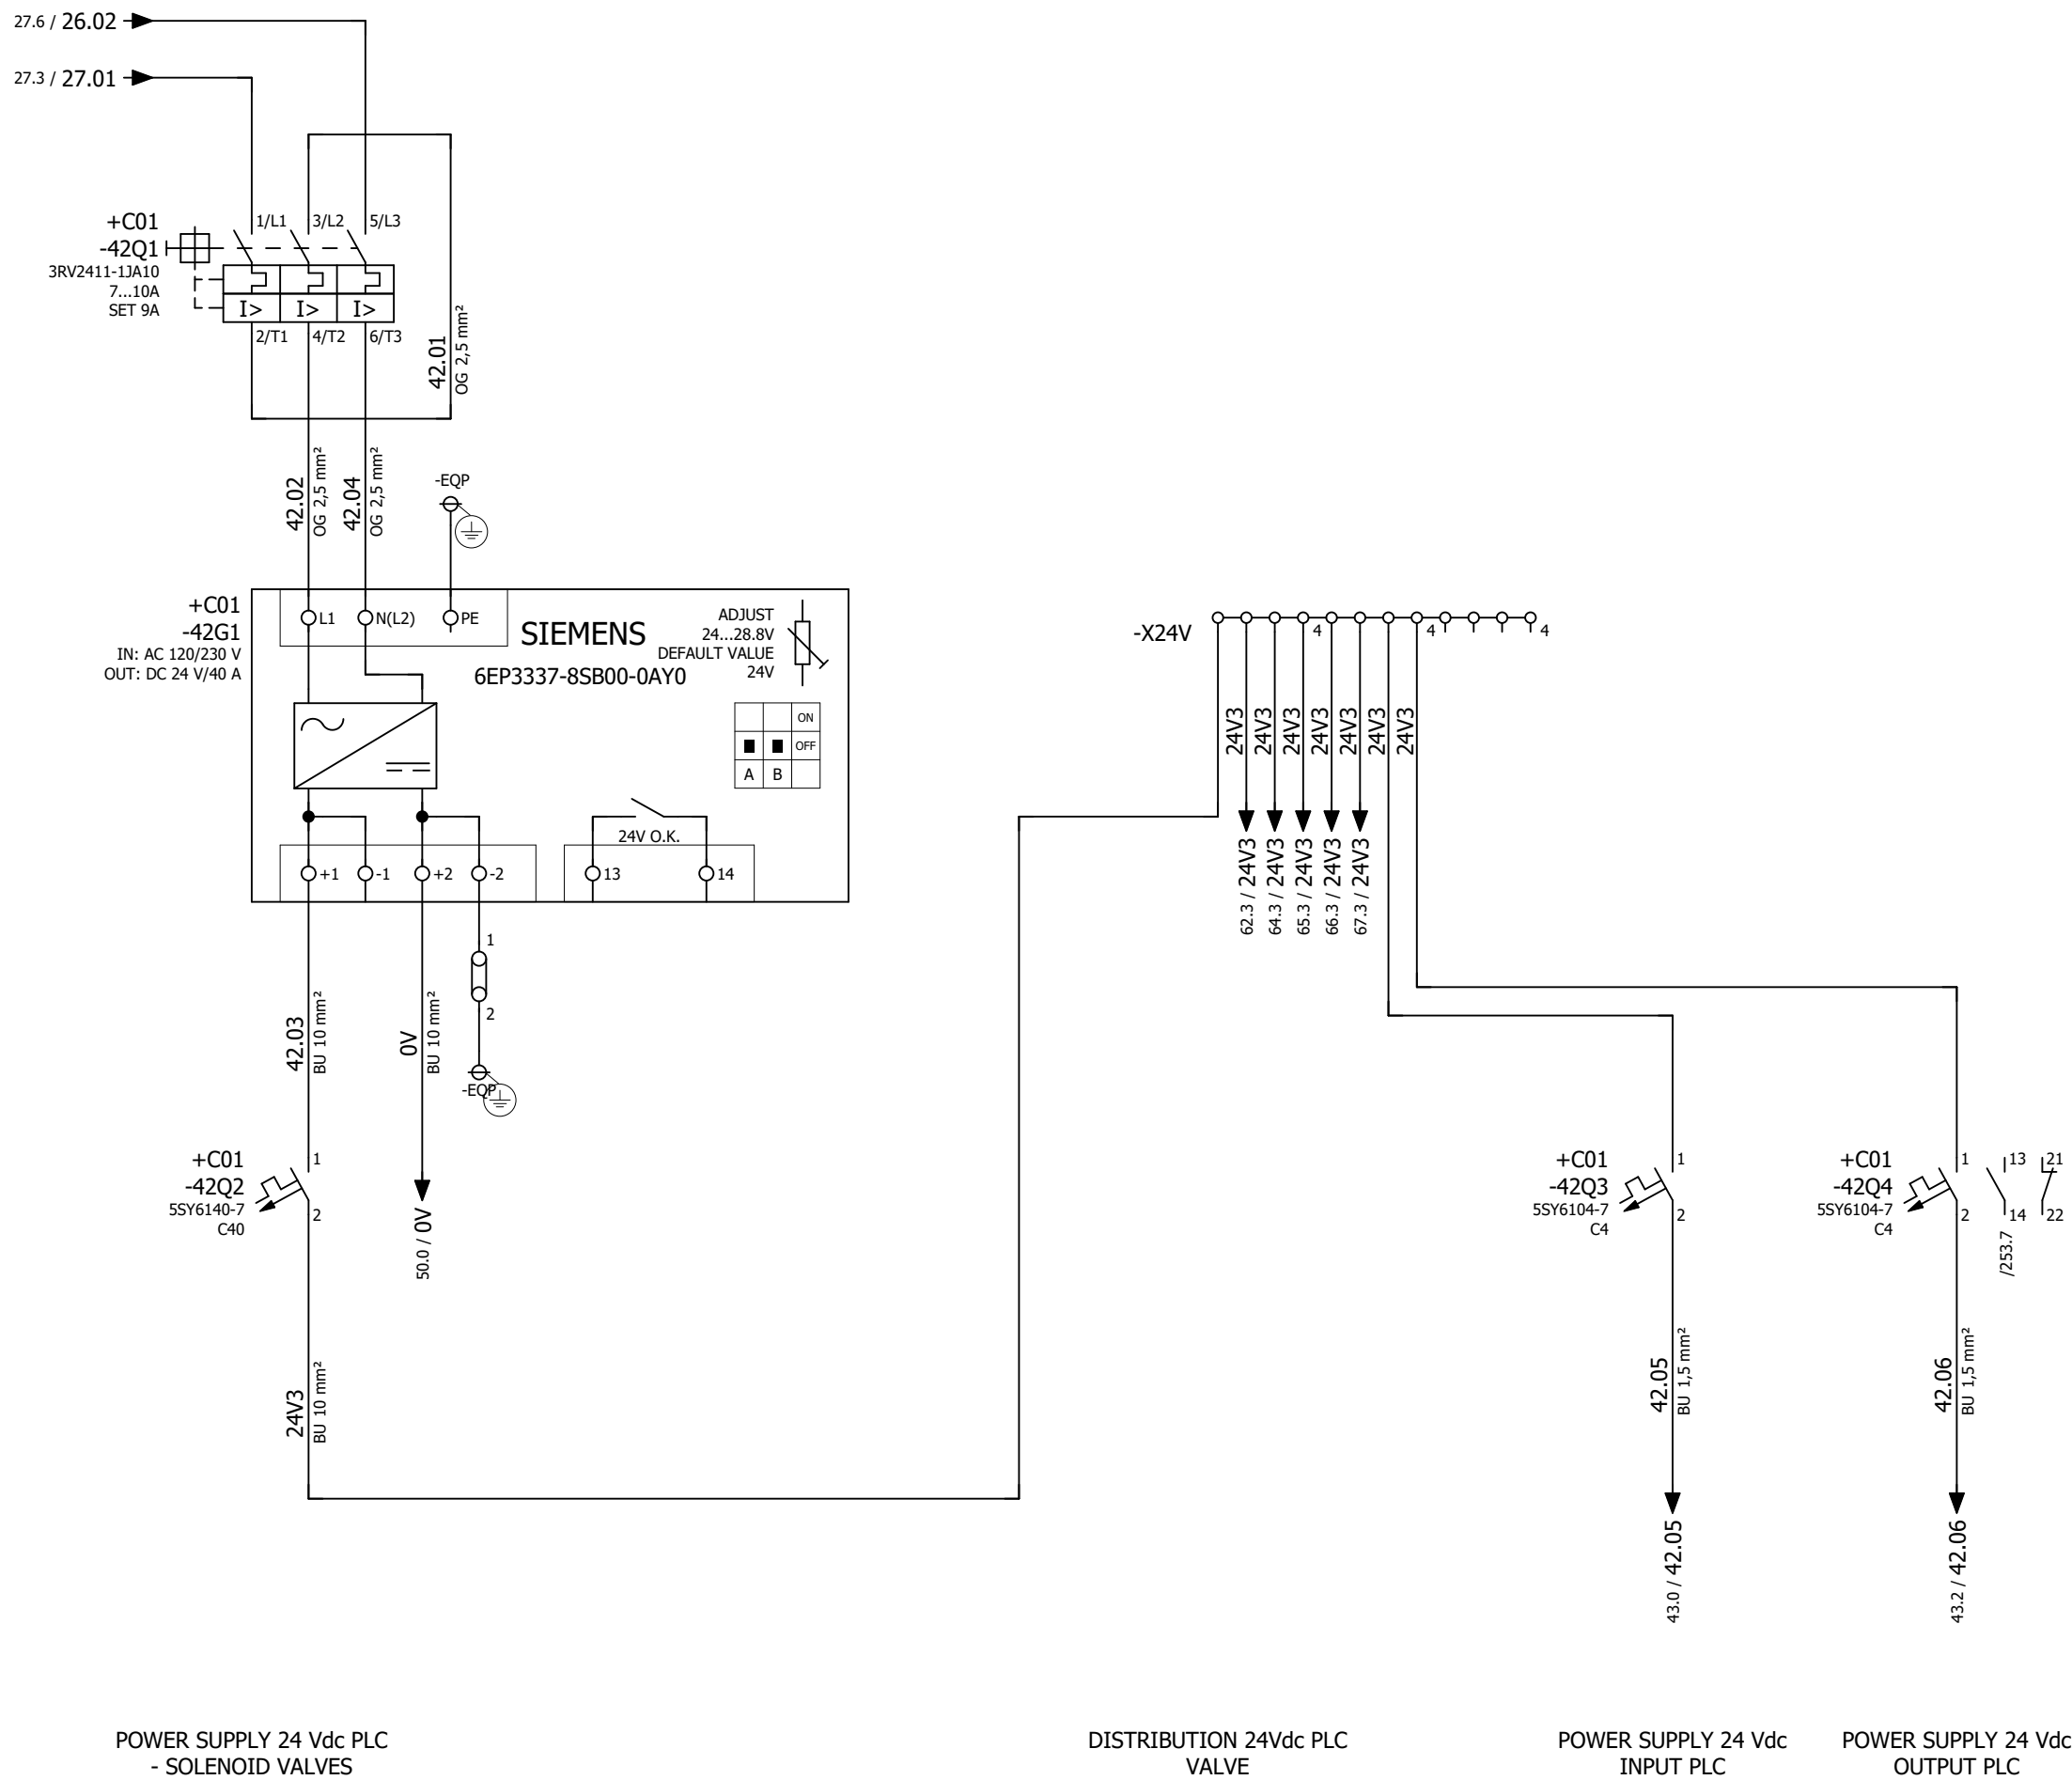 27.6 / 26.02
27.3 / 27.01
+C01
-42Q1
3RV2411-1JA10
7...10A
SET 9A
1/L1 3/L2 5/L3
I> I> I>
2/T1 4/T2 6/T3
42.01
OG 2,5 mm²
42.02
OG 2,5 mm²
42.04
OG 2,5 mm²
-EQP
+C01
-42G1
IN: AC 120/230 V
OUT: DC 24 V/40 A
L1 N(L2) PE
SIEMENS
6EP3337-8SB00-0AY0
ADJUST
24...28.8V
DEFAULT VALUE
24V
ON
OFF
A B
24V O.K.
+1 -1 +2 -2 13 14
1
2
-EQP
42.03
BU 10 mm²
0V
BU 10 mm²
50.0 / 0V
+C01
-42Q2
5SY6140-7
C40
1
2
24V3
BU 10 mm²
-X24V
4 4 4
24V3 24V3 24V3 24V3 24V3 24V3 24V3
62.3 / 24V3
64.3 / 24V3
65.3 / 24V3
66.3 / 24V3
67.3 / 24V3
+C01
-42Q3
5SY6104-7
C4
1
2
42.05
BU 1,5 mm²
43.0 / 42.05
+C01
-42Q4
5SY6104-7
C4
1 13 21
2 14 22
/253.7
42.06
BU 1,5 mm²
43.2 / 42.06
POWER SUPPLY 24 Vdc PLC
- SOLENOID VALVES
DISTRIBUTION 24Vdc PLC
VALVE
POWER SUPPLY 24 Vdc
INPUT PLC
POWER SUPPLY 24 Vdc
OUTPUT PLC